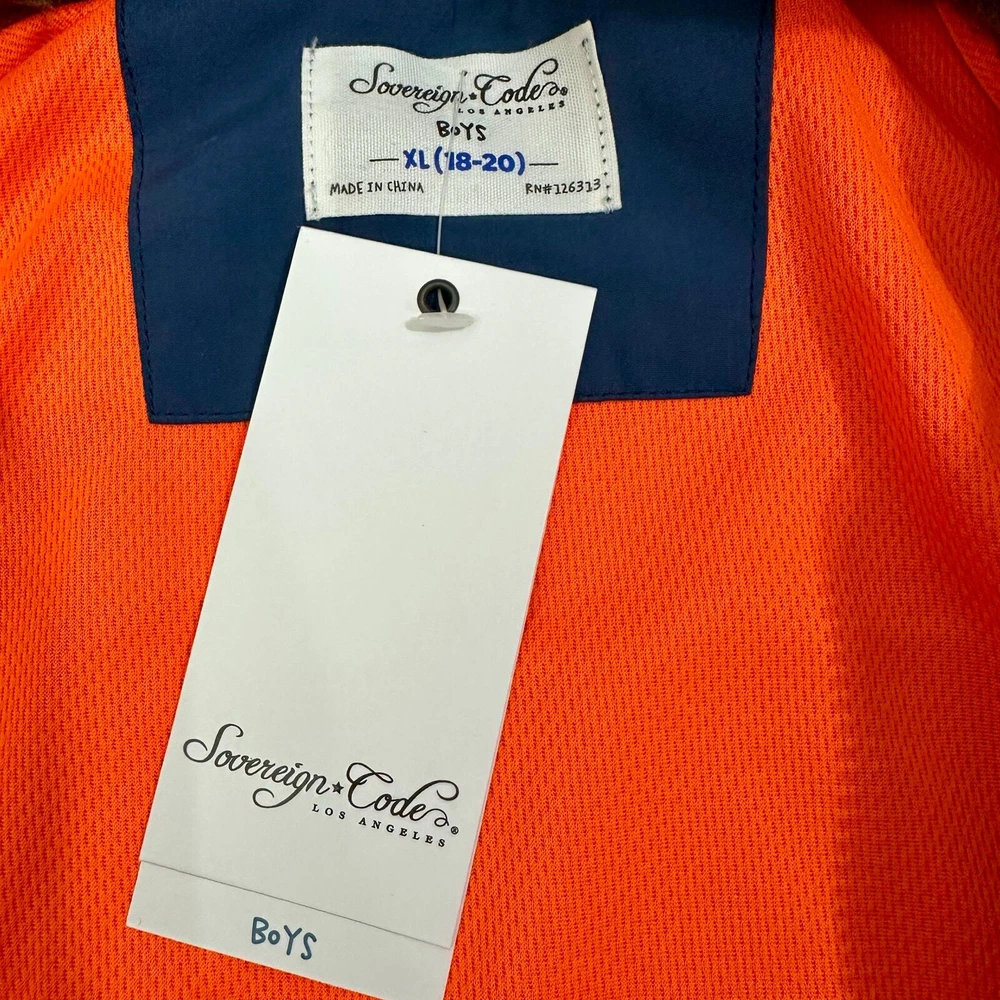 Sovereign★Code®
LOS ANGELES
BOYS
XL (18-20)
MADE IN CHINA RN#126313
Sovereign★Code®
LOS ANGELES
BOYS